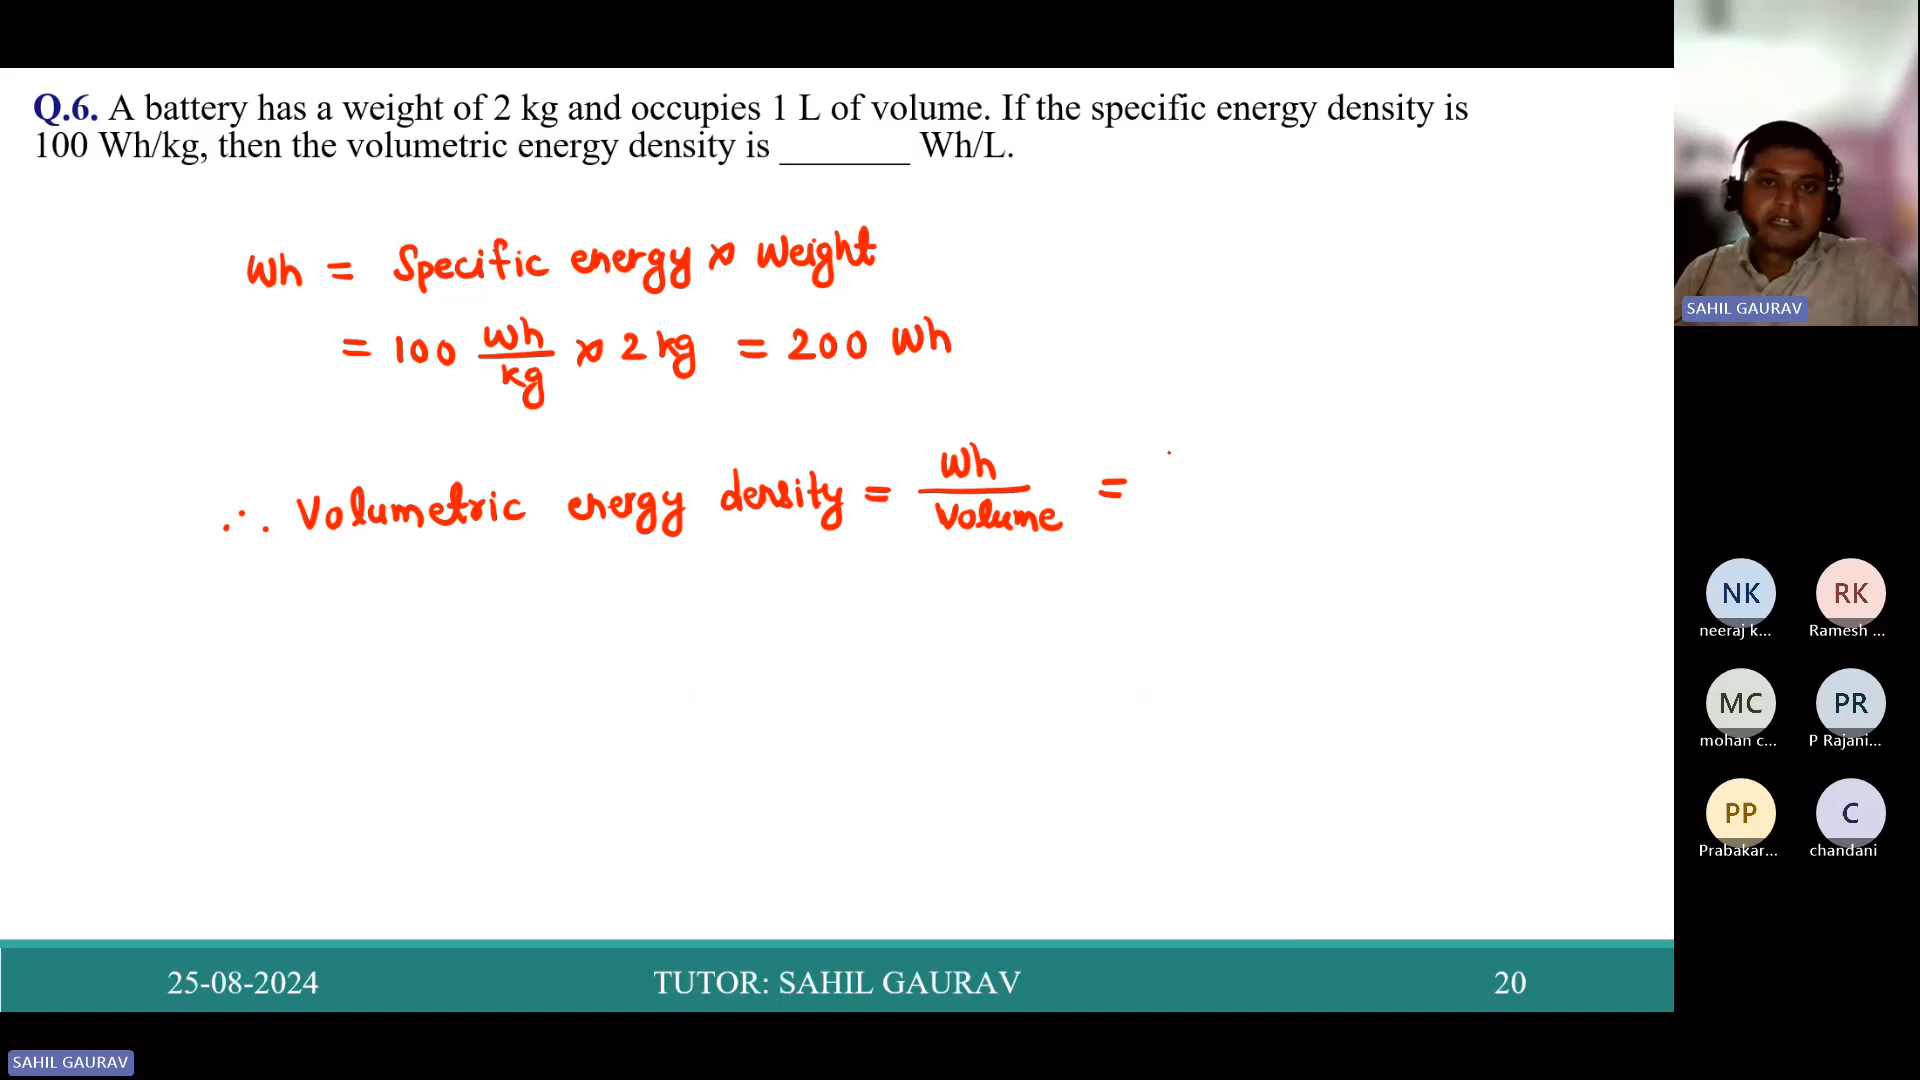 Q.6. A battery has a weight of 2 kg and occupies 1 L of volume. If the specific energy density is
100 Wh/kg, then the volumetric energy density is _______ Wh/L.
Wh = Specific energy × Weight
= 100 Wh/kg × 2 kg = 200 Wh
∴ Volumetric energy density = Wh/Volume =
25-08-2024
TUTOR: SAHIL GAURAV
20
SAHIL GAURAV
NK
RK
neeraj k...
Ramesh ...
MC
PR
mohan c...
P Rajani...
PP
C
Prabakar...
chandani
SAHIL GAURAV